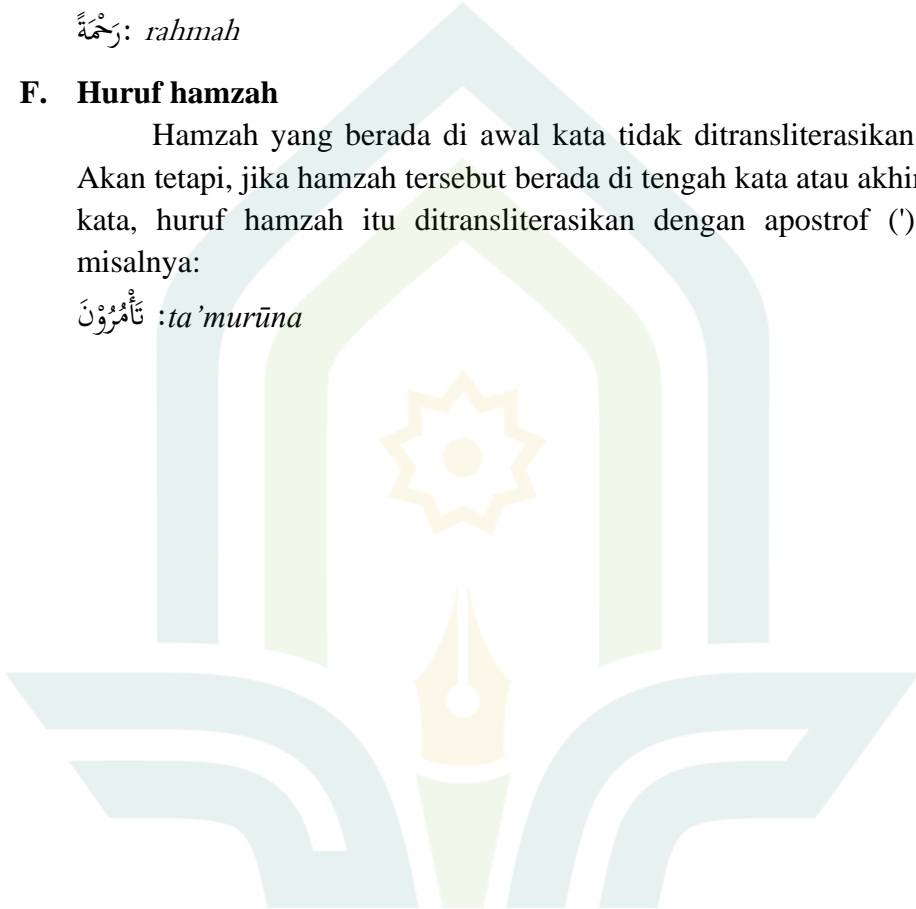 رَحْمَةً: rahmah
F. Huruf hamzah
Hamzah yang berada di awal kata tidak ditransliterasikan
Akan tetapi, jika hamzah tersebut berada di tengah kata atau akhir
kata, huruf hamzah itu ditransliterasikan dengan apostrof (')
misalnya:
تَأْمُرُوْنَ :ta’murūna